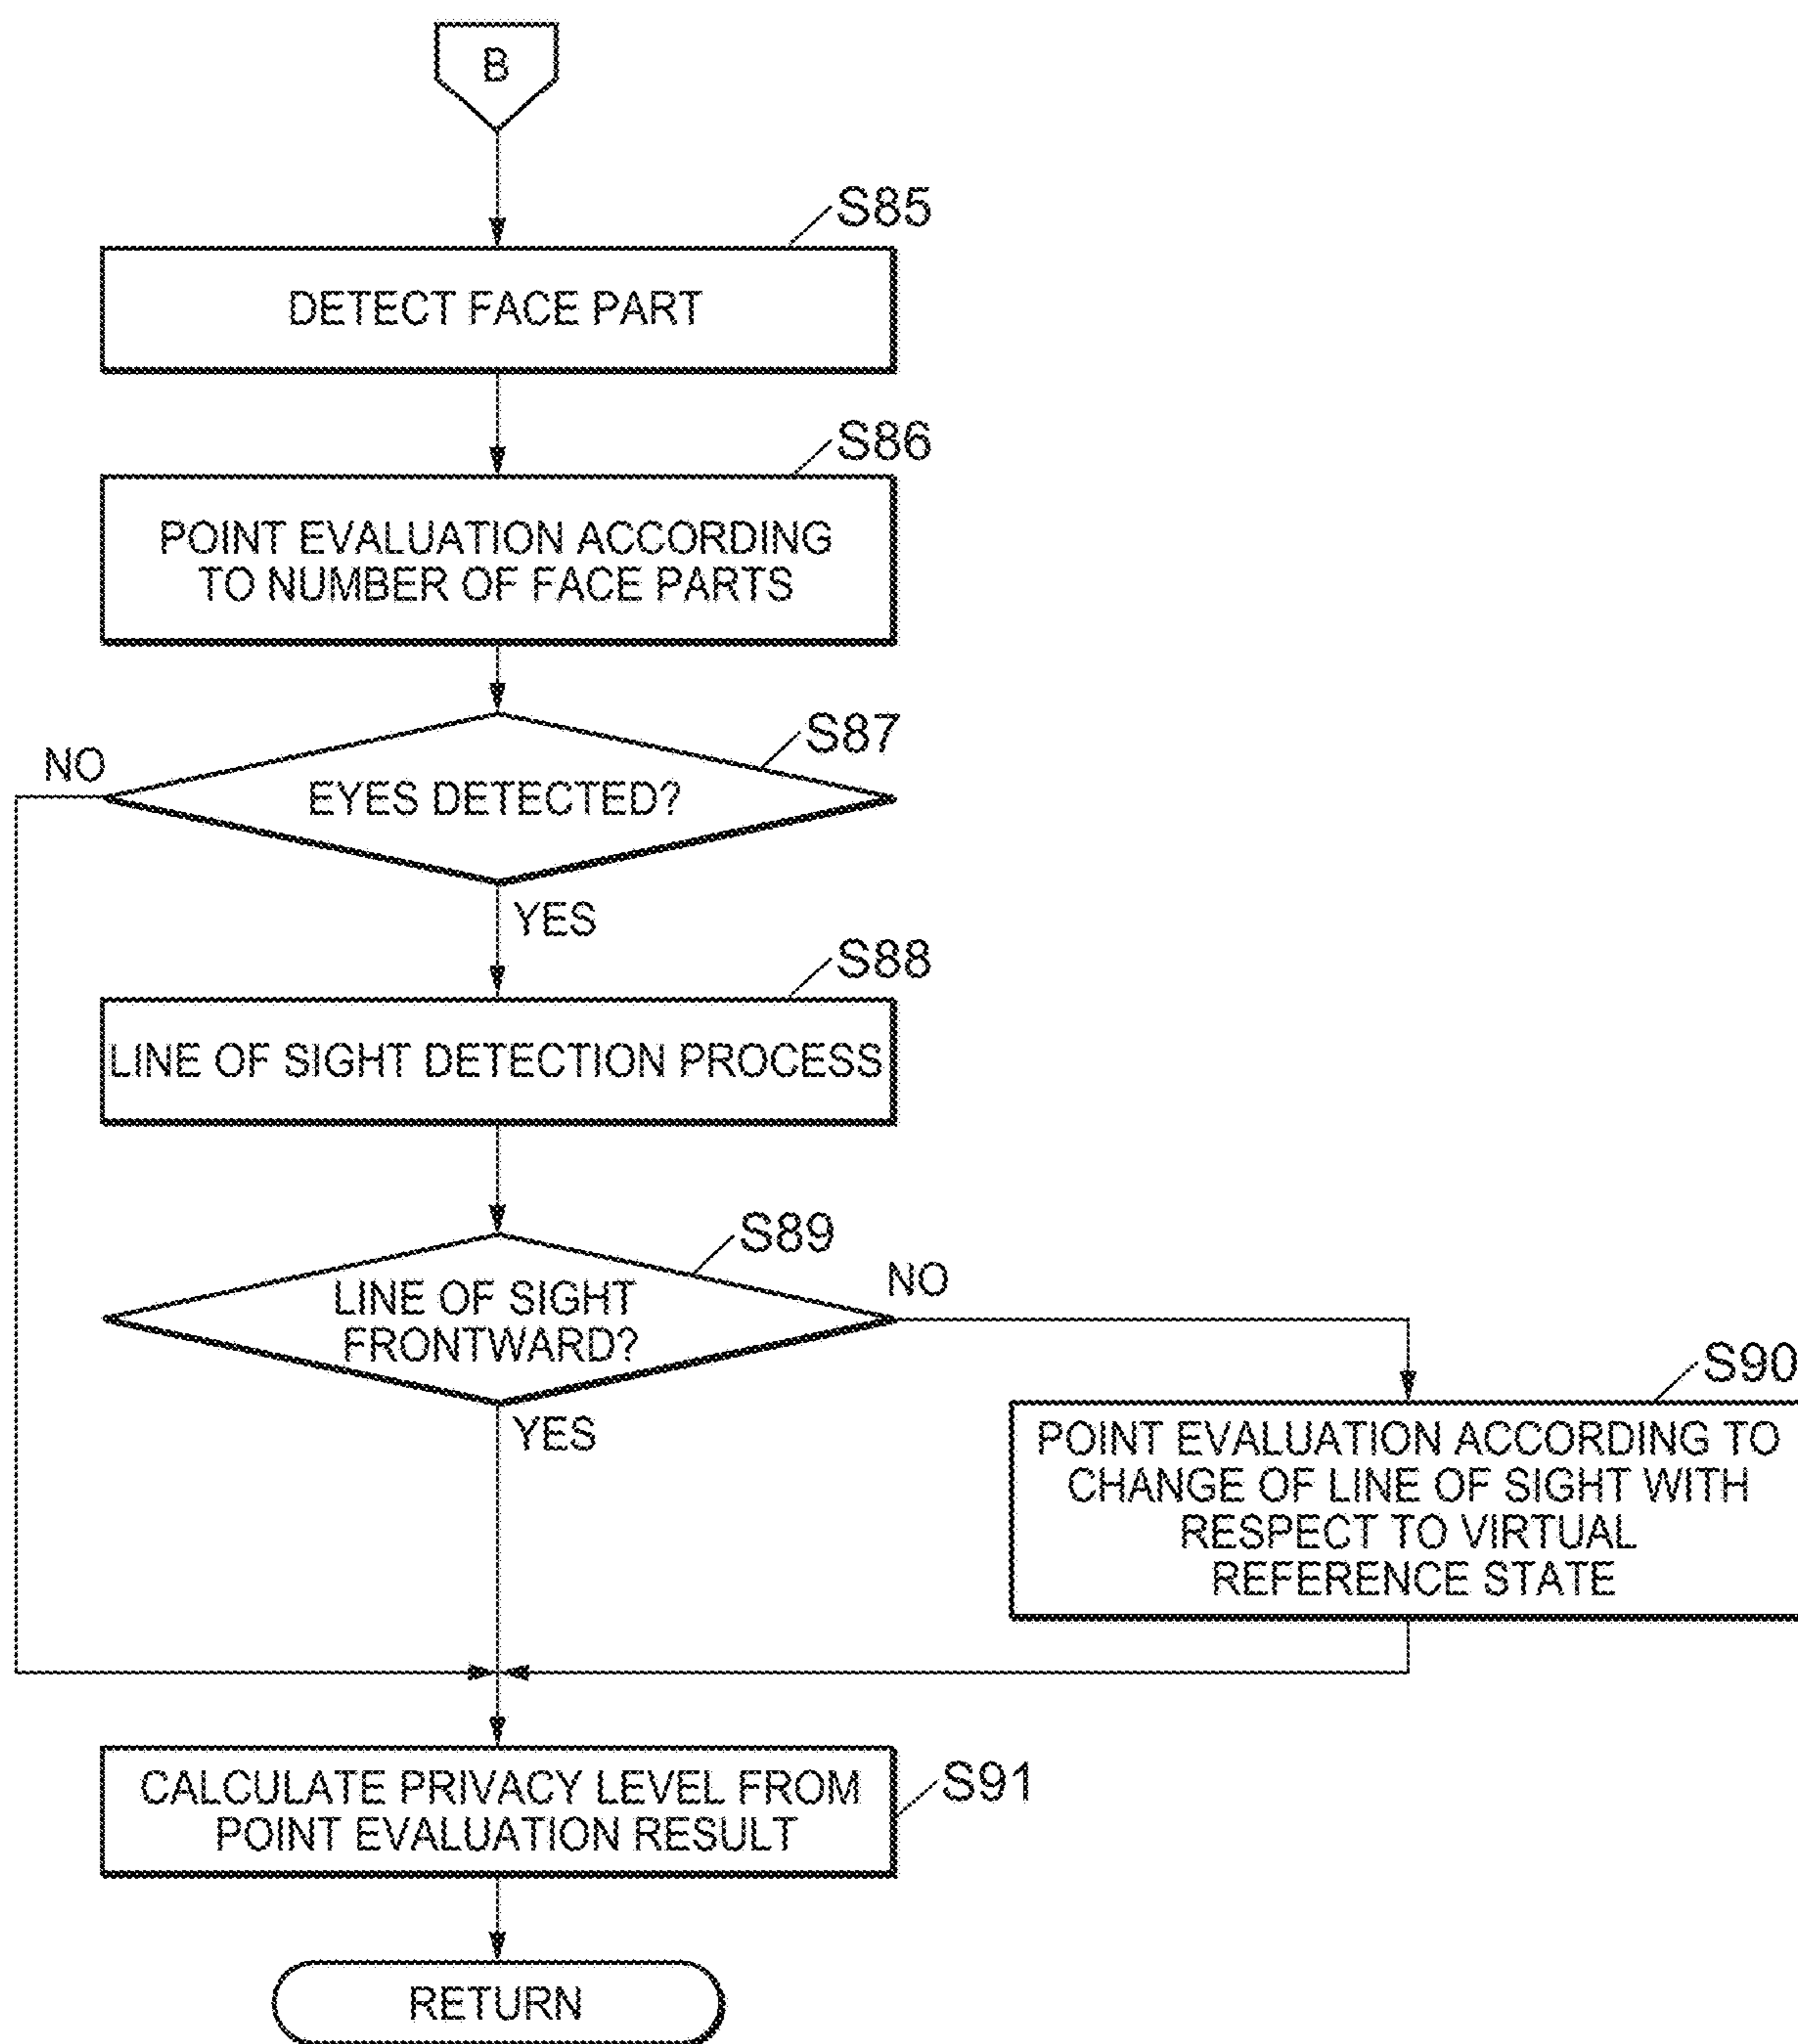 B
S85
DETECT FACE PART
S86
POINT EVALUATION ACCORDING
TO NUMBER OF FACE PARTS
S87
NO
EYES DETECTED?
YES
S88
LINE OF SIGHT DETECTION PROCESS
S89
NO
LINE OF SIGHT
FRONTWARD?
YES
S90
POINT EVALUATION ACCORDING TO
CHANGE OF LINE OF SIGHT WITH
RESPECT TO VIRTUAL
REFERENCE STATE
S91
CALCULATE PRIVACY LEVEL FROM
POINT EVALUATION RESULT
RETURN